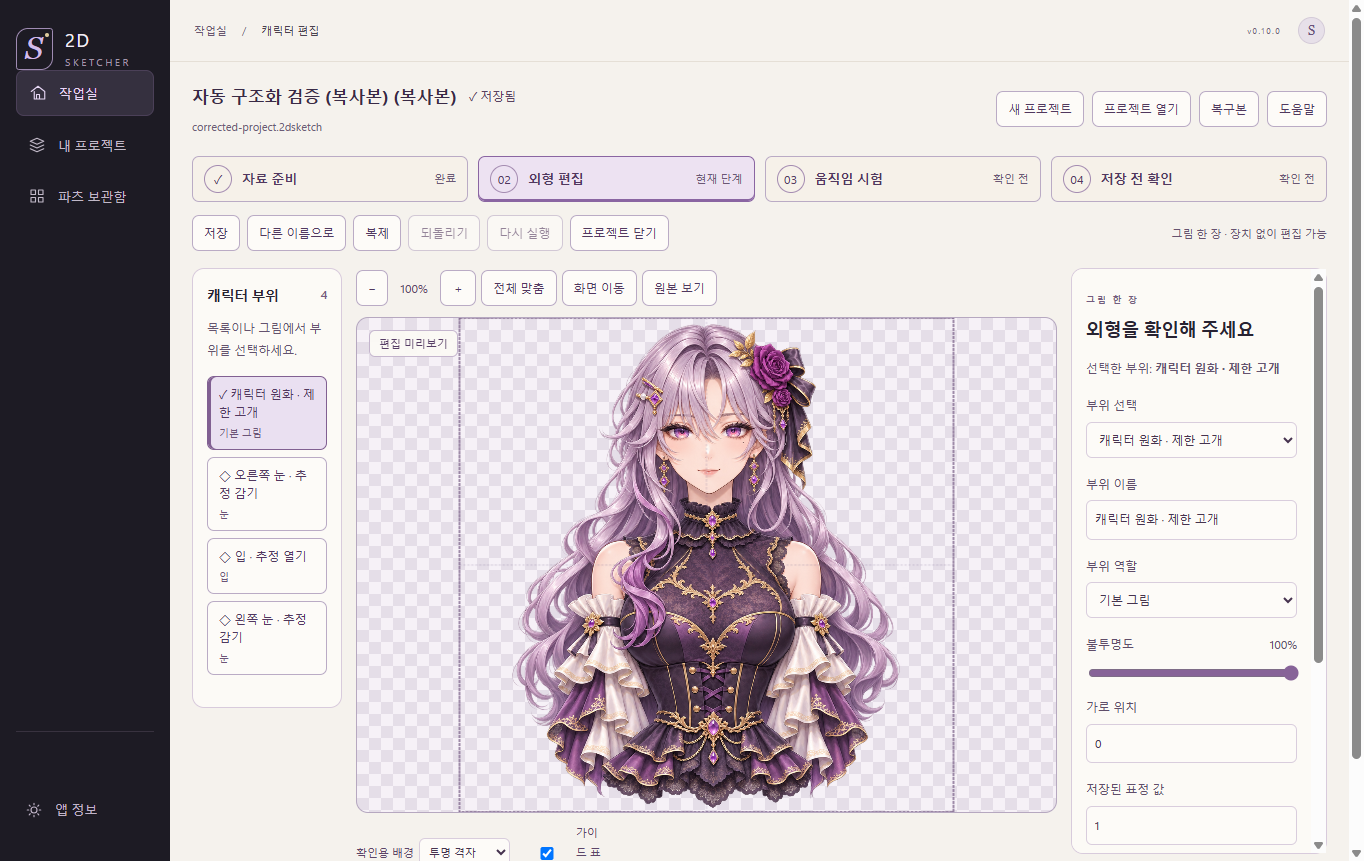 S
2D
SKETCHER
작업실
내 프로젝트
파츠 보관함
앱 정보
작업실 / 캐릭터 편집
v0.10.0
S
자동 구조화 검증 (복사본) (복사본)
✓ 저장됨
corrected-project.2dsketch
새 프로젝트
프로젝트 열기
복구본
도움말
✓ 자료 준비 완료
02 외형 편집 현재 단계
03 움직임 시험 확인 전
04 저장 전 확인 확인 전
저장
다른 이름으로
복제
되돌리기
다시 실행
프로젝트 닫기
그림 한 장 · 장치 없이 편집 가능
캐릭터 부위 4
목록이나 그림에서 부
위를 선택하세요.
✓ 캐릭터 원화 · 제
한 고개
기본 그림
◇ 오른쪽 눈 · 추
정 감기
눈
◇ 입 · 추정 열기
입
◇ 왼쪽 눈 · 추정
감기
눈
−
100%
+
전체 맞춤
화면 이동
원본 보기
편집 미리보기
확인용 배경
투명 격자
가이
드 표
그림 한 장
외형을 확인해 주세요
선택한 부위: 캐릭터 원화 · 제한 고개
부위 선택
캐릭터 원화 · 제한 고개
부위 이름
캐릭터 원화 · 제한 고개
부위 역할
기본 그림
불투명도 100%
가로 위치
0
저장된 표정 값
1